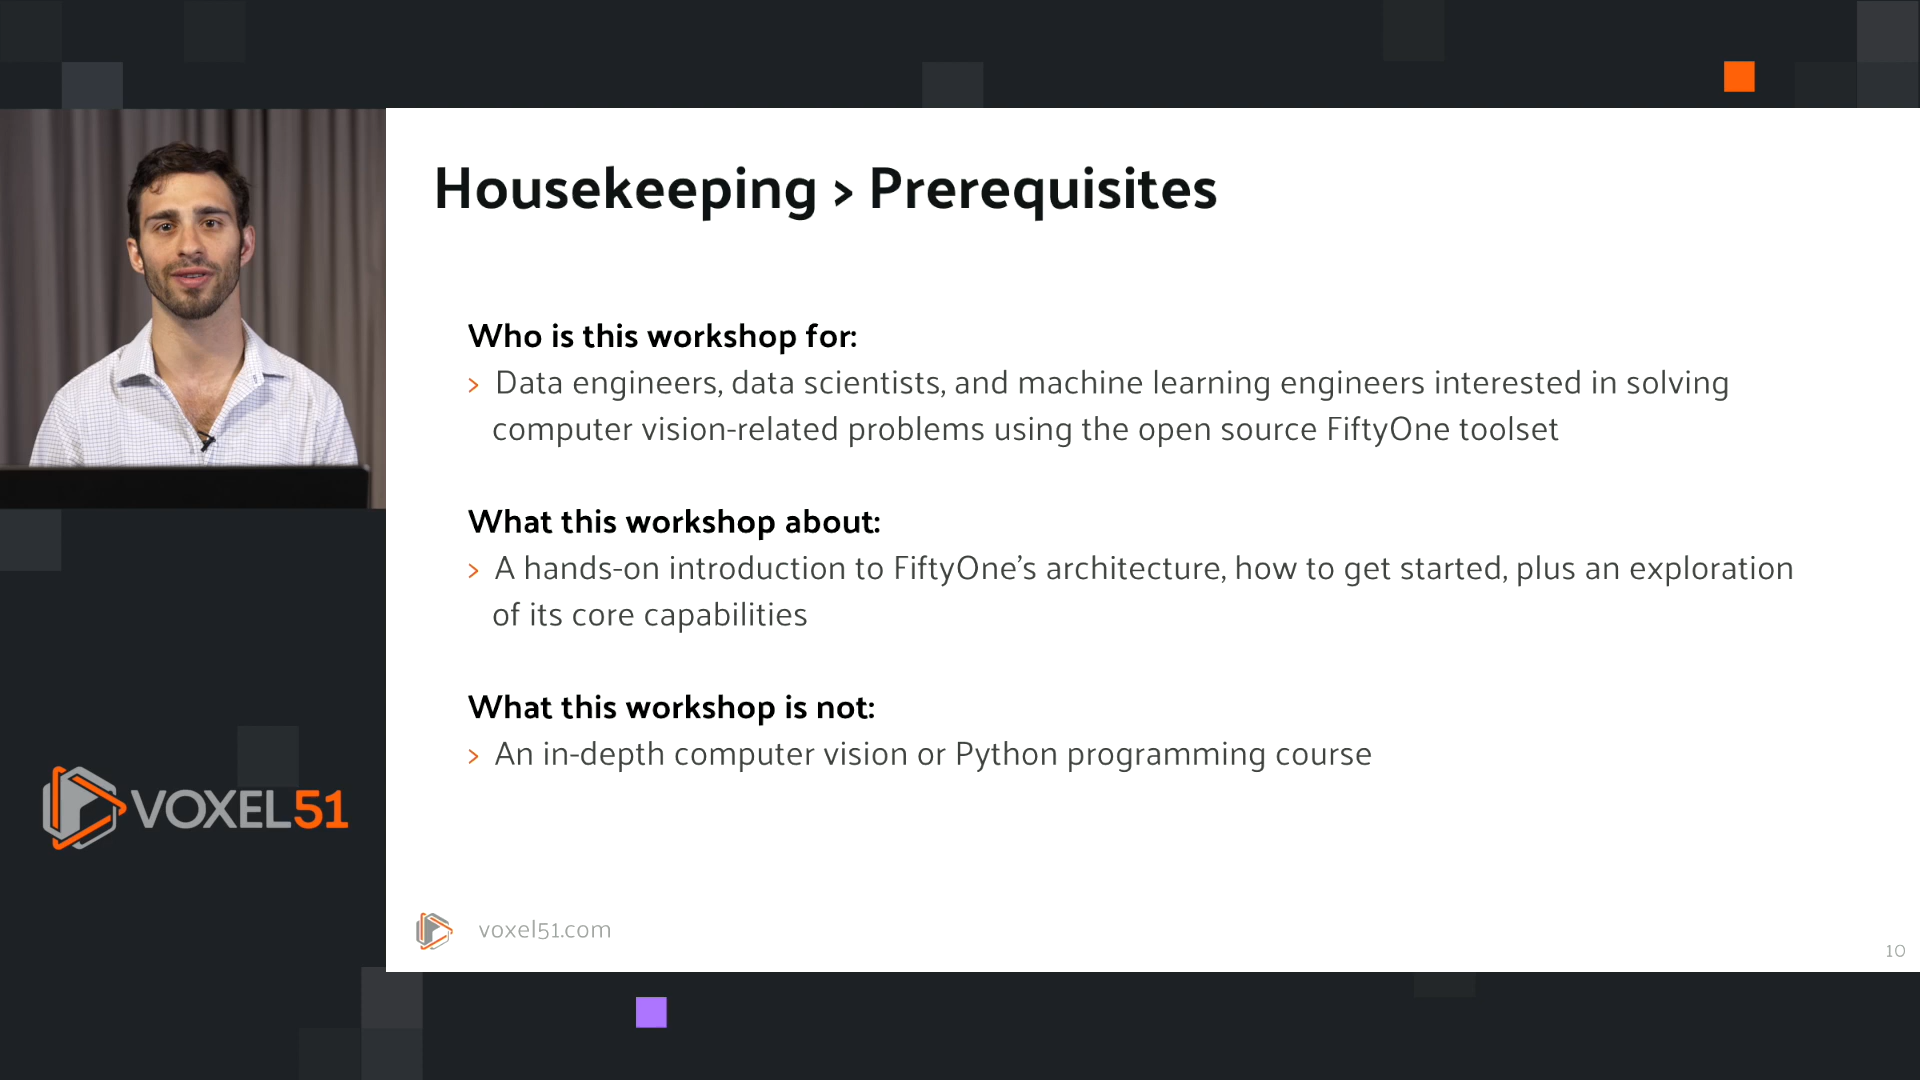 Housekeeping > Prerequisites
Who is this workshop for:
> Data engineers, data scientists, and machine learning engineers interested in solving
computer vision-related problems using the open source FiftyOne toolset
What this workshop about:
> A hands-on introduction to FiftyOne’s architecture, how to get started, plus an exploration
of its core capabilities
What this workshop is not:
> An in-depth computer vision or Python programming course
VOXEL51
voxel51.com
10